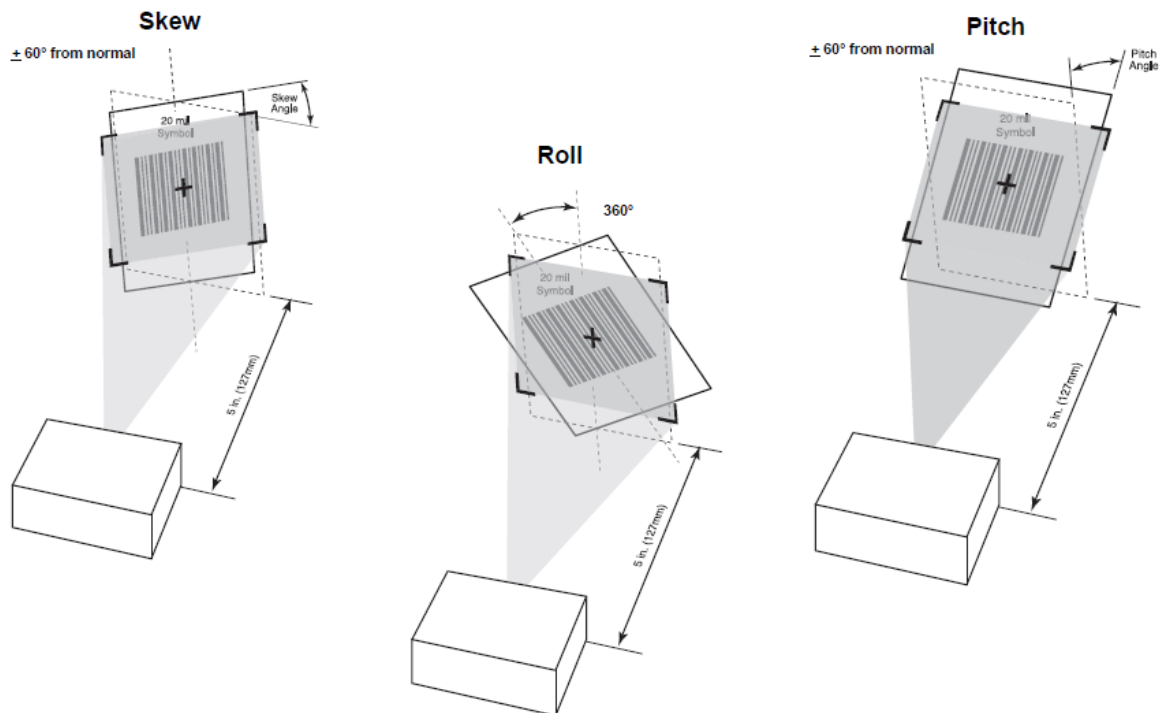 Skew
± 60° from normal
Skew
Angle
20 mil
Symbol
5 in. (127mm)
Roll
360°
20 mil
Symbol
5 in. (127mm)
Pitch
± 60° from normal
Pitch
Angle
20 mil
Symbol
5 in. (127mm)